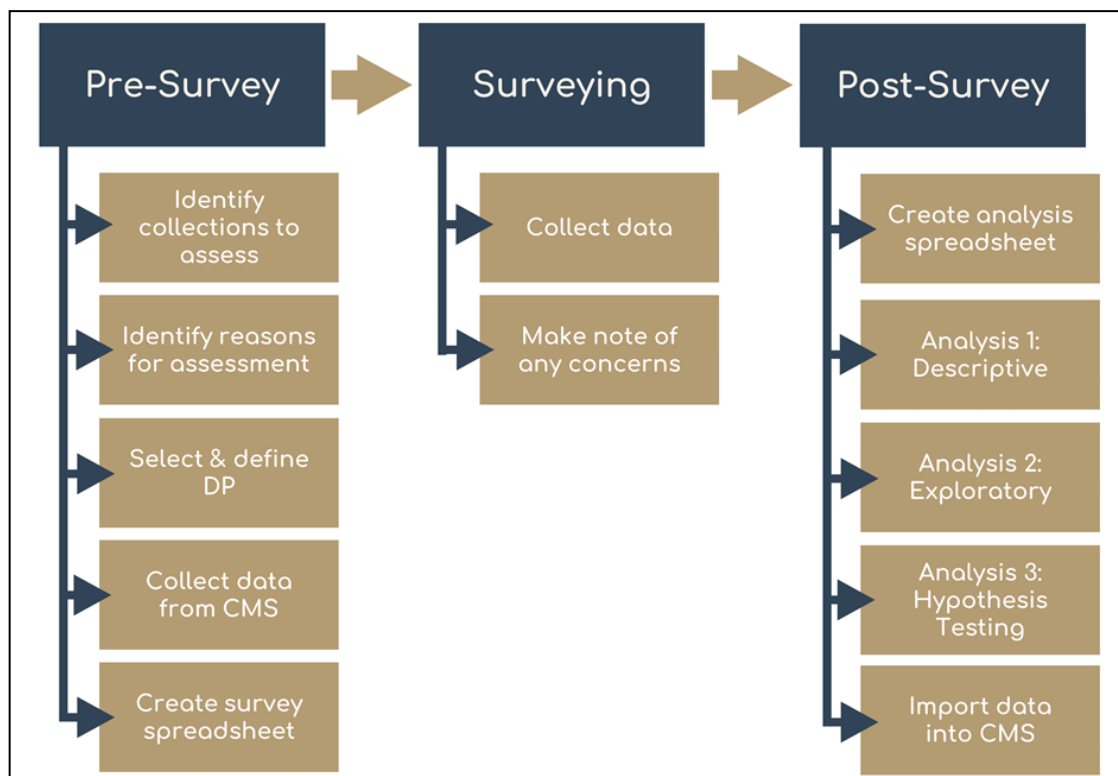 Pre-Survey
Identify
collections to
assess
Identify reasons
for assessment
Select & define
DP
Collect data
from CMS
Create survey
spreadsheet
Surveying
Collect data
Make note of
any concerns
Post-Survey
Create analysis
spreadsheet
Analysis 1:
Descriptive
Analysis 2:
Exploratory
Analysis 3:
Hypothesis
Testing
Import data
into CMS